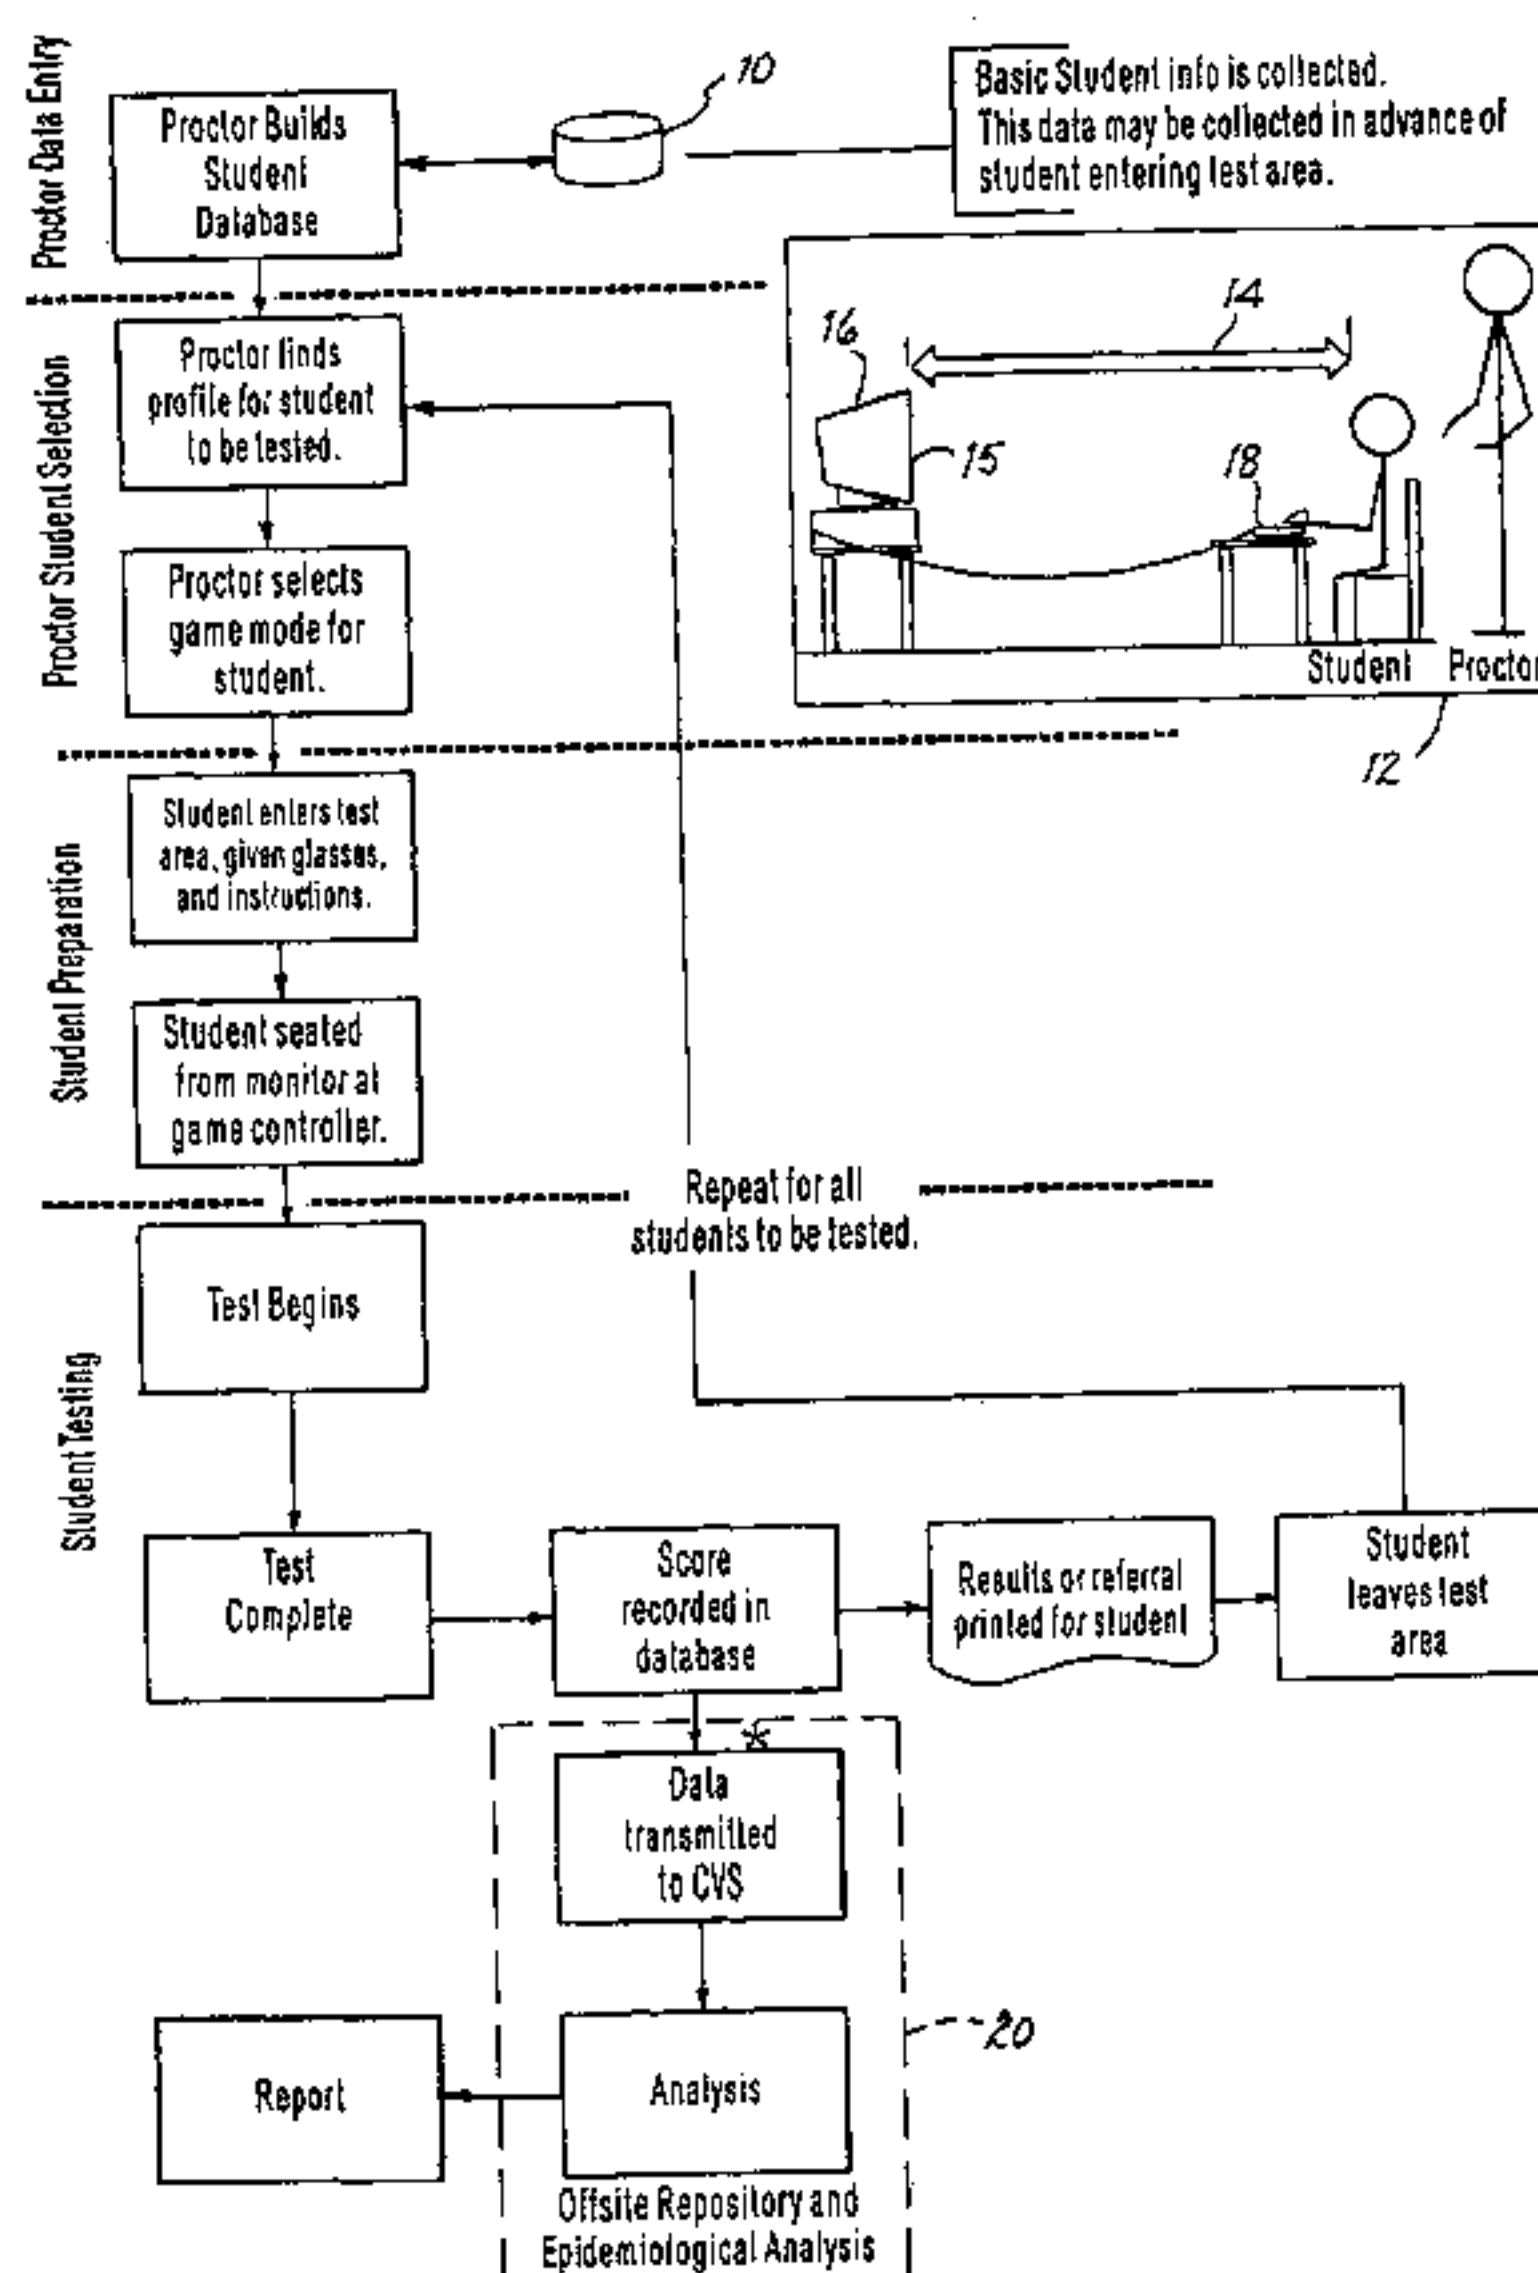 Proctor Data Entry
Proctor Builds
Student
Database
10
Basic Student info is collected.
This data may be collected in advance of
student entering test area.
Proctor Student Selection
Proctor finds
profile for student
to be tested.
Proctor selects
game mode for
student.
14
16
15
18
Student
Proctor
12
Student Preparation
Student enters test
area, given glasses,
and instructions.
Student seated
from monitor at
game controller.
Repeat for all
students to be tested.
Student Testing
Test Begins
Test
Complete
Score
recorded in
database
Results or referral
printed for student
Student
leaves test
area
Data
transmitted
to CVS
20
Analysis
Report
Offsite Repository and
Epidemiological Analysis